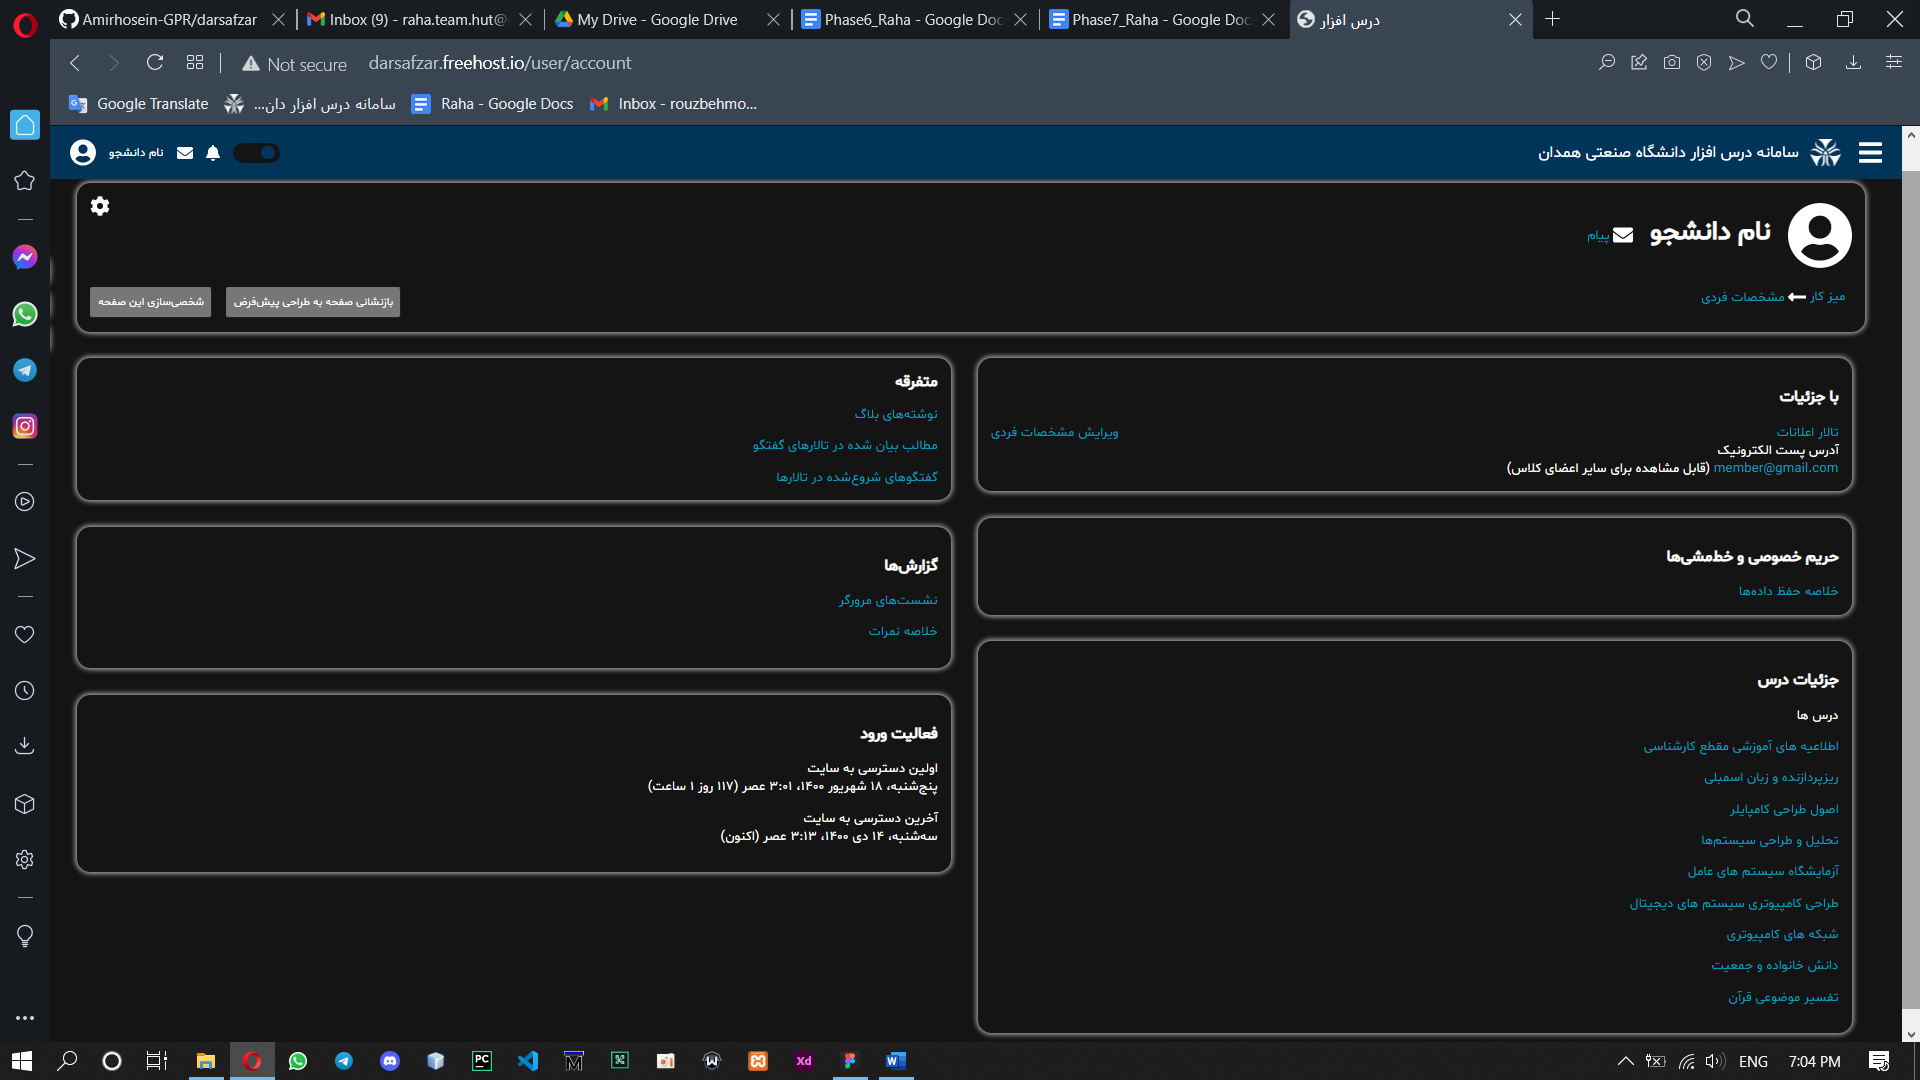 Amirhosein-GPR/darsafzar
Inbox (9) - raha.team.hut@
My Drive - Google Drive
Phase6_Raha - Google Doc
Phase7_Raha - Google Doc
درس افزار
Not secure
darsafzar.freehost.io/user/account
Google Translate
سامانه درس افزار دان...
Raha - Google Docs
Inbox - rouzbehmo...
سامانه درس افزار دانشگاه صنعتی همدان
نام دانشجو
نام دانشجو
پیام
میز کار
مشخصات فردی
بازنشانی صفحه به طراحی پیش‌فرض
شخصی‌سازی این صفحه
با جزئیات
تالار اعلانات
ویرایش مشخصات فردی
آدرس پست الکترونیک
member@gmail.com (قابل مشاهده برای سایر اعضای کلاس)
حریم خصوصی و خط‌مشی‌ها
خلاصه حفظ داده‌ها
جزئیات درس
درس ها
اطلاعیه های آموزشی مقطع کارشناسی
ریزپردازنده و زبان اسمبلی
اصول طراحی کامپایلر
تحلیل و طراحی سیستم‌ها
آزمایشگاه سیستم های عامل
طراحی کامپیوتری سیستم های دیجیتال
شبکه های کامپیوتری
دانش خانواده و جمعیت
تفسیر موضوعی قرآن
متفرقه
نوشته‌های بلاگ
مطالب بیان شده در تالارهای گفتگو
گفتگوهای شروع‌شده در تالارها
گزارش‌ها
نشست‌های مرورگر
خلاصه نمرات
فعالیت ورود
اولین دسترسی به سایت
پنج‌شنبه، ۱۸ شهریور ۱۴۰۰، ۳:۰۱ عصر (۱۱۷ روز ۱ ساعت)
آخرین دسترسی به سایت
سه‌شنبه، ۱۴ دی ۱۴۰۰، ۳:۱۳ عصر (اکنون)
PC
Xd
ENG
7:04 PM